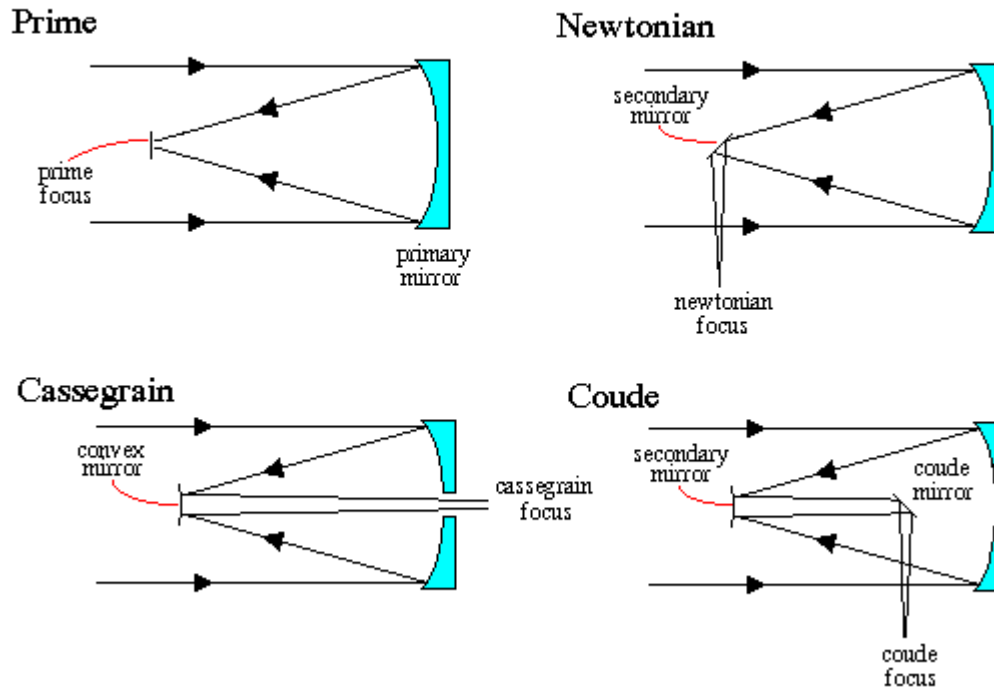 Prime
prime
focus
primary
mirror
Newtonian
secondary
mirror
newtonian
focus
Cassegrain
convex
mirror
cassegrain
focus
Coude
secondary
mirror
coude
mirror
coude
focus